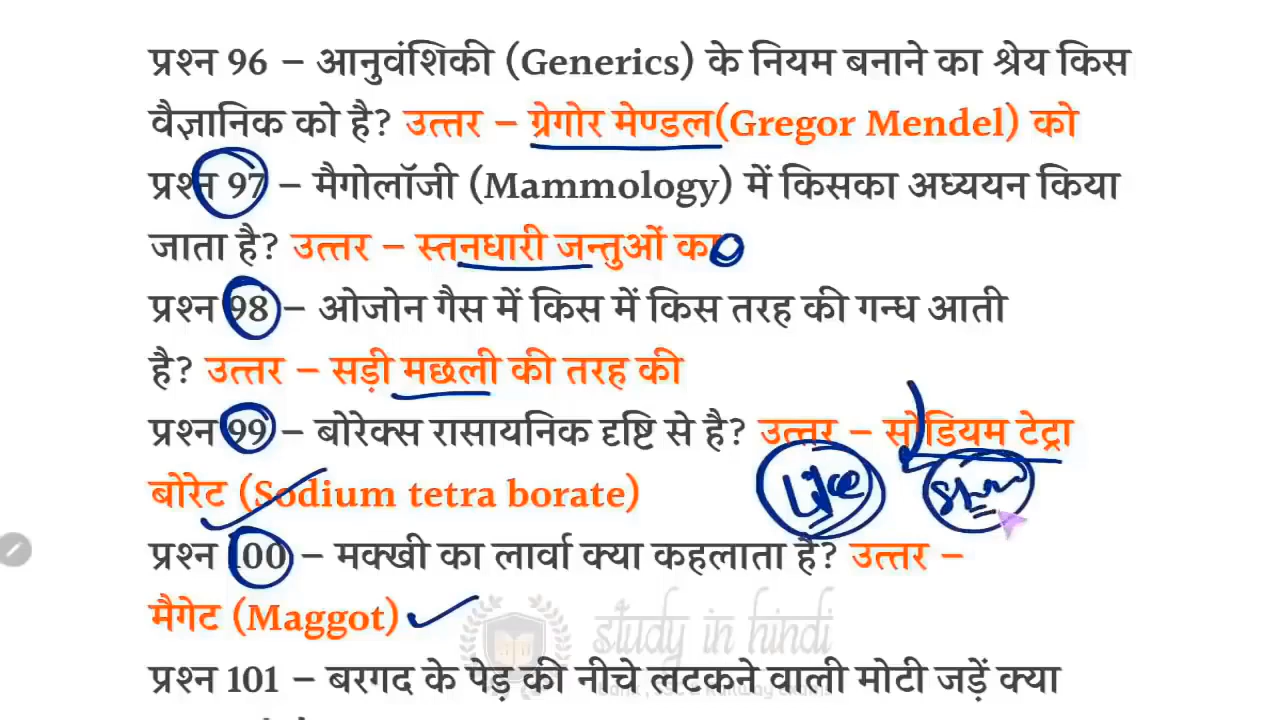 प्रश्न 96 – आनुवंशिकी (Generics) के नियम बनाने का श्रेय किस
वैज्ञानिक को है? उत्तर – ग्रेगोर मेण्डल(Gregor Mendel) को
प्रश्न 97 – मैगोलॉजी (Mammology) में किसका अध्ययन किया
जाता है? उत्तर – स्तनधारी जन्तुओं का
प्रश्न 98 – ओजोन गैस में किस में किस तरह की गन्ध आती
है? उत्तर – सड़ी मछली की तरह की
प्रश्न 99 – बोरेक्स रासायनिक दृष्टि से है? उत्तर – सोडियम टेट्रा
बोरेट (Sodium tetra borate)
Like
प्रश्न 100 – मक्खी का लार्वा क्या कहलाता है? उत्तर –
मैगेट (Maggot)
study in hindi
प्रश्न 101 – बरगद के पेड़ की नीचे लटकने वाली मोटी जड़ें क्या